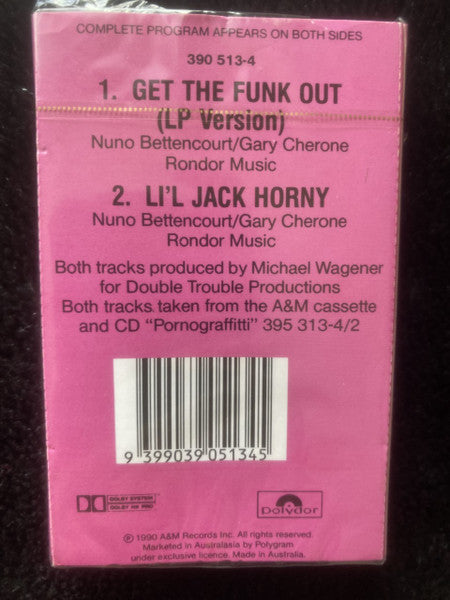 COMPLETE PROGRAM APPEARS ON BOTH SIDES
390 513-4
1. GET THE FUNK OUT
(LP Version)
Nuno Bettencourt/Gary Cherone
Rondor Music
2. LI'L JACK HORNY
Nuno Bettencourt/Gary Cherone
Rondor Music
Both tracks produced by Michael Wagener
for Double Trouble Productions
Both tracks taken from the A&M cassette
and CD "Pornograffitti" 395 313-4/2
9 399039 051345
DOLBY SYSTEM
DOLBY HX PRO
Polydor
℗ 1990 A&M Records Inc. All rights reserved.
Marketed in Australasia by Polygram
under exclusive licence. Made in Australia.